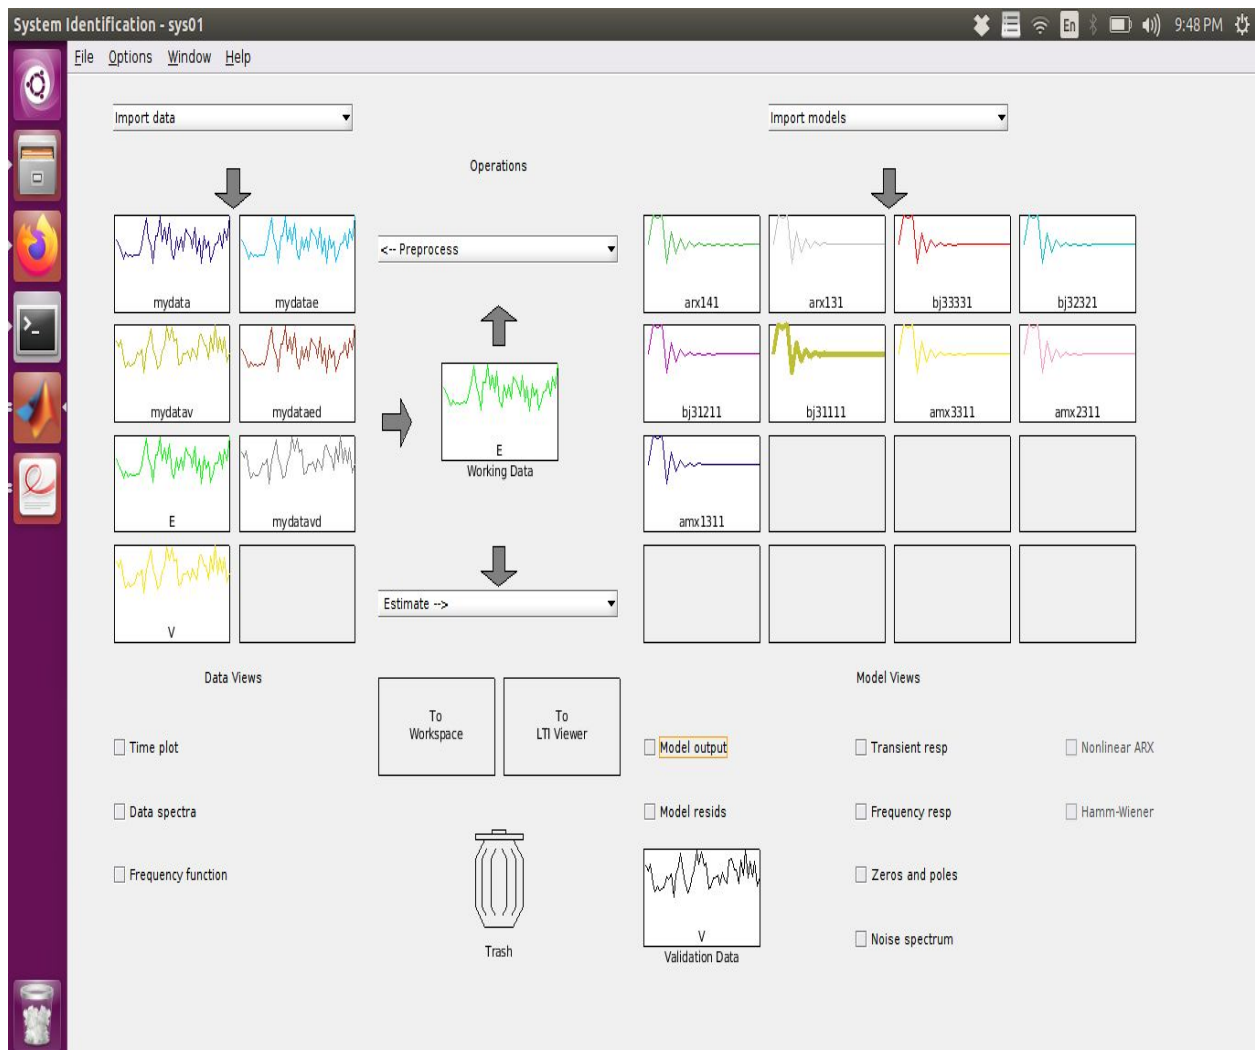 System Identification - sys01
En
9:48 PM
File Options Window Help
Import data
Import models
Operations
<-- Preprocess
mydata
mydatae
arx141
arx131
bj33331
bj32321
mydatav
mydataed
bj31211
bj31111
amx3311
amx2311
E
Working Data
E
mydatavd
amx1311
Estimate -->
V
Data Views
Model Views
To
Workspace
To
LTI Viewer
Time plot
Model output
Transient resp
Nonlinear ARX
Data spectra
Model resids
Frequency resp
Hamm-Wiener
Frequency function
Zeros and poles
Trash
V
Validation Data
Noise spectrum